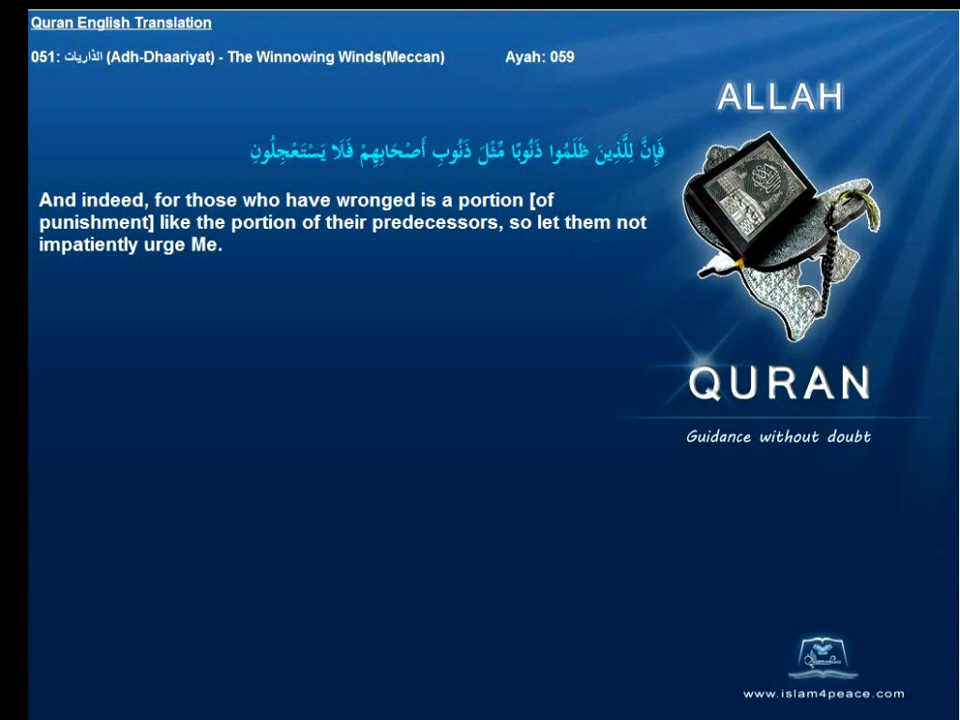 Quran English Translation
051: الذاريات (Adh-Dhaariyat) - The Winnowing Winds(Meccan) Ayah: 059
ALLAH
فَإِنَّ لِلَّذِينَ ظَلَمُوا ذَنُوبًا مِّثْلَ ذَنُوبِ أَصْحَابِهِمْ فَلَا يَسْتَعْجِلُونِ
And indeed, for those who have wronged is a portion [of
punishment] like the portion of their predecessors, so let them not
impatiently urge Me.
QURAN
Guidance without doubt
www.islam4peace.com